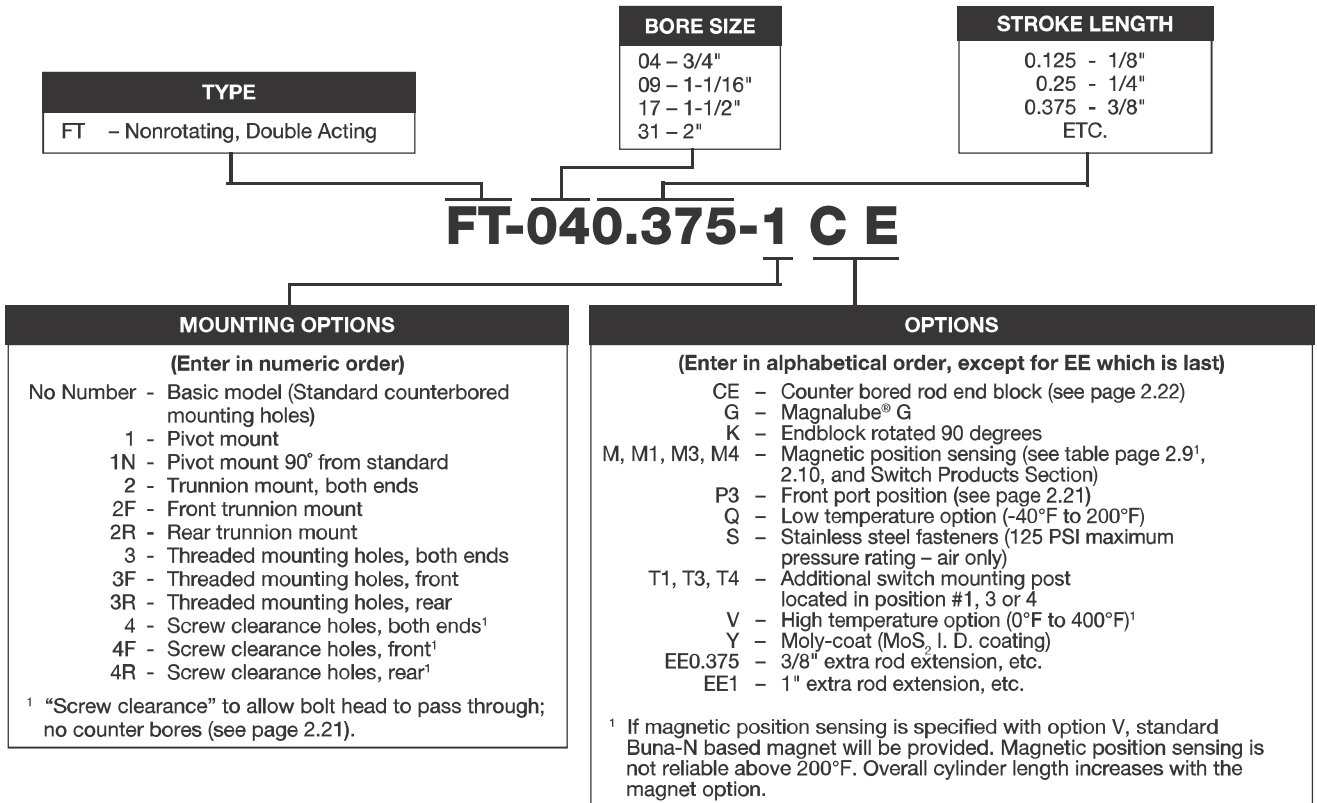 BORE SIZE
04 – 3/4"
09 – 1-1/16"
17 – 1-1/2"
31 – 2"
STROKE LENGTH
0.125 - 1/8"
0.25 - 1/4"
0.375 - 3/8"
ETC.
TYPE
FT – Nonrotating, Double Acting
FT-040.375-1 C E
MOUNTING OPTIONS
(Enter in numeric order)
No Number - Basic model (Standard counterbored
mounting holes)
1 - Pivot mount
1N - Pivot mount 90° from standard
2 - Trunnion mount, both ends
2F - Front trunnion mount
2R - Rear trunnion mount
3 - Threaded mounting holes, both ends
3F - Threaded mounting holes, front
3R - Threaded mounting holes, rear
4 - Screw clearance holes, both ends¹
4F - Screw clearance holes, front¹
4R - Screw clearance holes, rear¹
¹ “Screw clearance” to allow bolt head to pass through;
no counter bores (see page 2.21).
OPTIONS
(Enter in alphabetical order, except for EE which is last)
CE – Counter bored rod end block (see page 2.22)
G – Magnalube® G
K – Endblock rotated 90 degrees
M, M1, M3, M4 – Magnetic position sensing (see table page 2.9¹,
2.10, and Switch Products Section)
P3 – Front port position (see page 2.21)
Q – Low temperature option (-40°F to 200°F)
S – Stainless steel fasteners (125 PSI maximum
pressure rating – air only)
T1, T3, T4 – Additional switch mounting post
located in position #1, 3 or 4
V – High temperature option (0°F to 400°F)¹
Y – Moly-coat (MoS₂ I. D. coating)
EE0.375 – 3/8" extra rod extension, etc.
EE1 – 1" extra rod extension, etc.
¹ If magnetic position sensing is specified with option V, standard
Buna-N based magnet will be provided. Magnetic position sensing is
not reliable above 200°F. Overall cylinder length increases with the
magnet option.